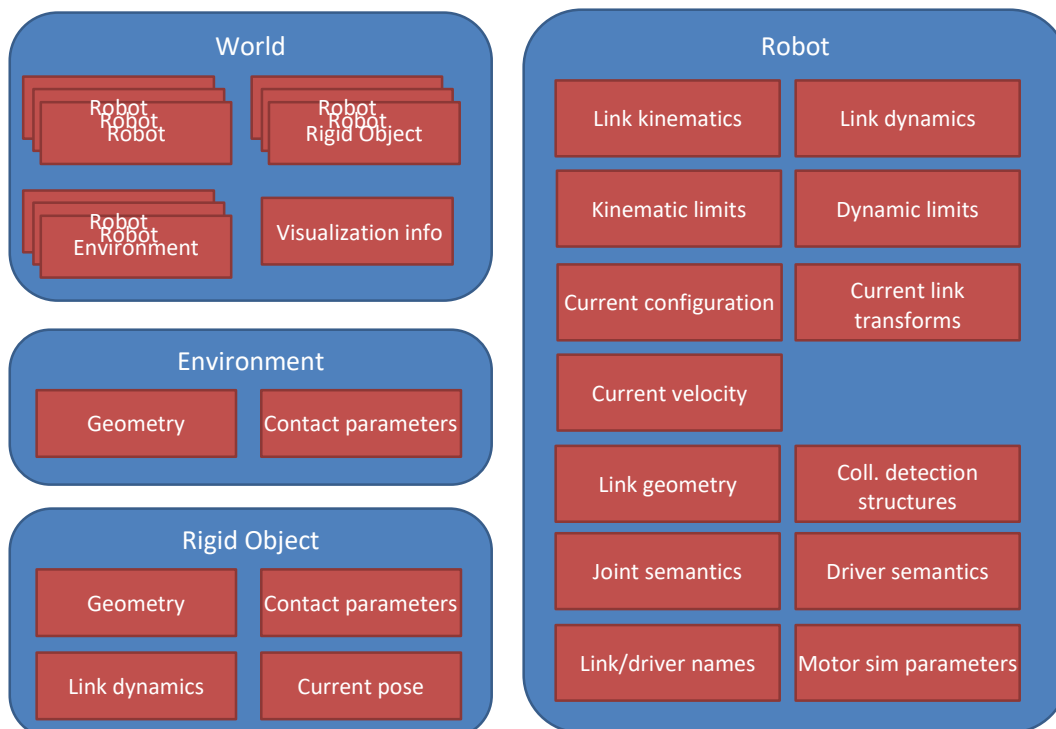 World
Robot
Robot
Robot
Robot
Robot
Rigid Object
Robot
Robot
Environment
Visualization info
Environment
Geometry
Contact parameters
Rigid Object
Geometry
Contact parameters
Link dynamics
Current pose
Robot
Link kinematics
Link dynamics
Kinematic limits
Dynamic limits
Current configuration
Current link
transforms
Current velocity
Link geometry
Coll. detection
structures
Joint semantics
Driver semantics
Link/driver names
Motor sim parameters